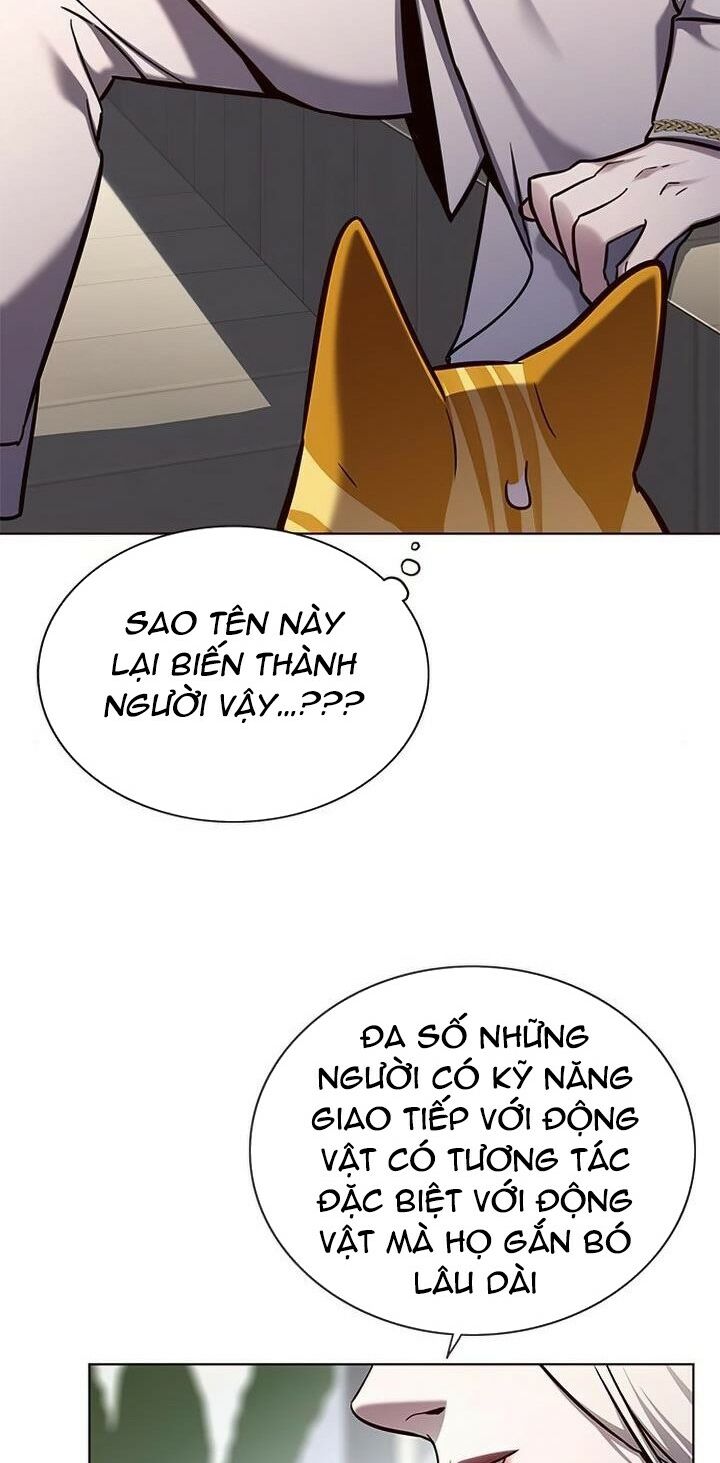 SAO TÊN NÀY
LẠI BIẾN THÀNH
NGƯỜI VẬY...???
ĐA SỐ NHỮNG
NGƯỜI CÓ KỸ NĂNG
GIAO TIẾP VỚI ĐỘNG
VẬT CÓ TƯƠNG TÁC
ĐẶC BIỆT VỚI ĐỘNG
VẬT MÀ HỌ GẮN BÓ
LÂU DÀI